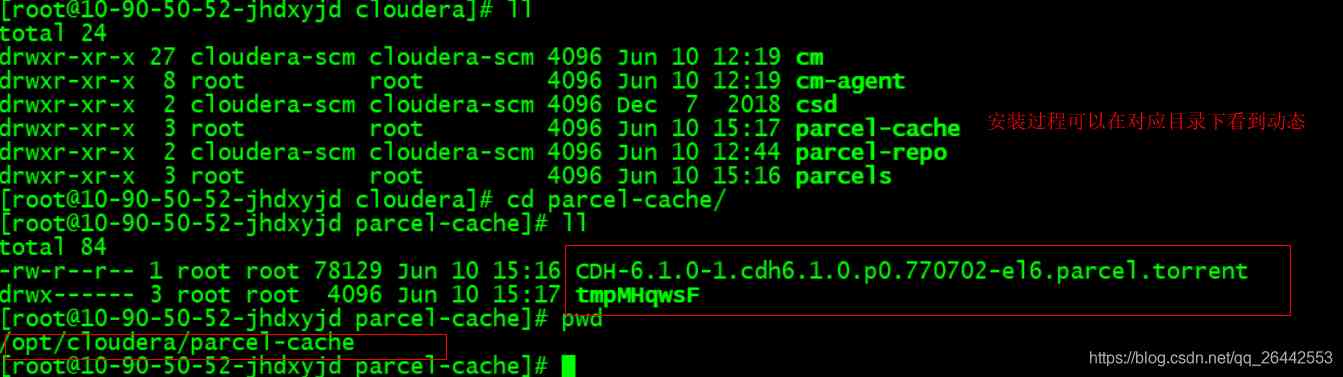 [root@10-90-50-52-jhdxyjd cloudera]# ll
total 24
drwxr-xr-x 27 cloudera-scm cloudera-scm 4096 Jun 10 12:19 cm
drwxr-xr-x  8 root         root         4096 Jun 10 12:19 cm-agent
drwxr-xr-x  2 cloudera-scm cloudera-scm 4096 Dec  7  2018 csd
drwxr-xr-x  3 root         root         4096 Jun 10 15:17 parcel-cache
安装过程可以在对应目录下看到动态
drwxr-xr-x  2 cloudera-scm cloudera-scm 4096 Jun 10 12:44 parcel-repo
drwxr-xr-x  3 root         root         4096 Jun 10 15:16 parcels
[root@10-90-50-52-jhdxyjd cloudera]# cd parcel-cache/
[root@10-90-50-52-jhdxyjd parcel-cache]# ll
total 84
-rw-r--r-- 1 root root 78129 Jun 10 15:16 CDH-6.1.0-1.cdh6.1.0.p0.770702-el6.parcel.torrent
drwx------ 3 root root  4096 Jun 10 15:17 tmpMHqwsF
[root@10-90-50-52-jhdxyjd parcel-cache]# pwd
/opt/cloudera/parcel-cache
[root@10-90-50-52-jhdxyjd parcel-cache]#
https://blog.csdn.net/qq_26442553